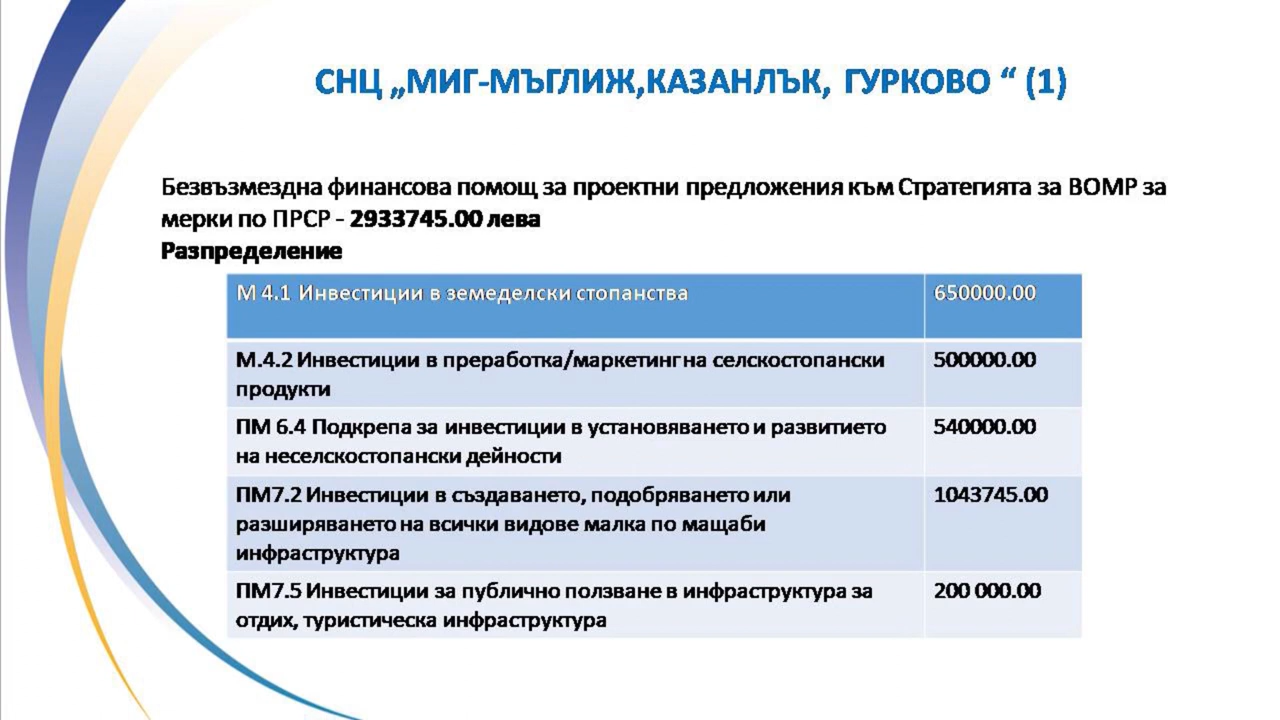 СНЦ „МИГ-МЪГЛИЖ,КАЗАНЛЪК, ГУРКОВО “ (1)
Безвъзмездна финансова помощ за проектни предложения към Стратегията за ВОМР за
мерки по ПРСР - 2933745.00 лева
Разпределение
М 4.1 Инвестиции в земеделски стопанства 650000.00
М.4.2 Инвестиции в преработка/маркетинг на селскостопански 500000.00
продукти
ПМ 6.4 Подкрепа за инвестиции в установяването и развитието 540000.00
на неселскостопански дейности
ПМ7.2 Инвестиции в създаването, подобряването или 1043745.00
разширяването на всички видове малка по мащаби
инфраструктура
ПМ7.5 Инвестиции за публично ползване в инфраструктура за 200 000.00
отдих, туристическа инфраструктура